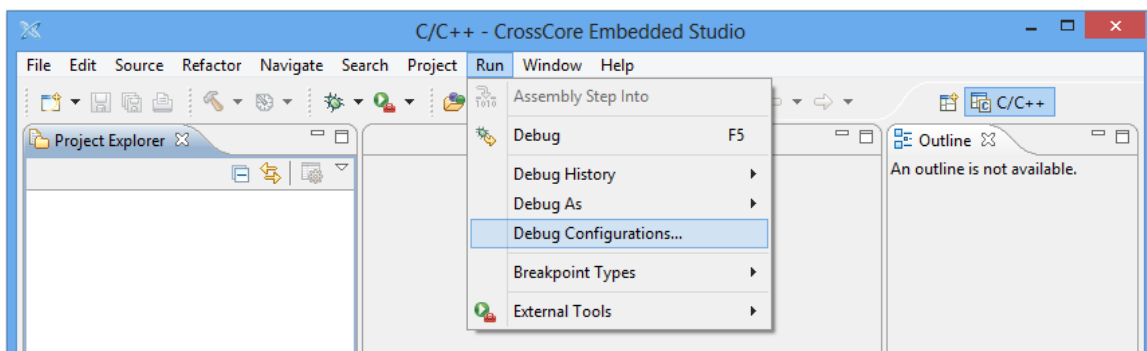 C/C++ - CrossCore Embedded Studio
File Edit Source Refactor Navigate Search Project Run Window Help
C/C++
Project Explorer
Outline
An outline is not available.
1010
Assembly Step Into
Debug F5
Debug History
Debug As
Debug Configurations...
Breakpoint Types
External Tools